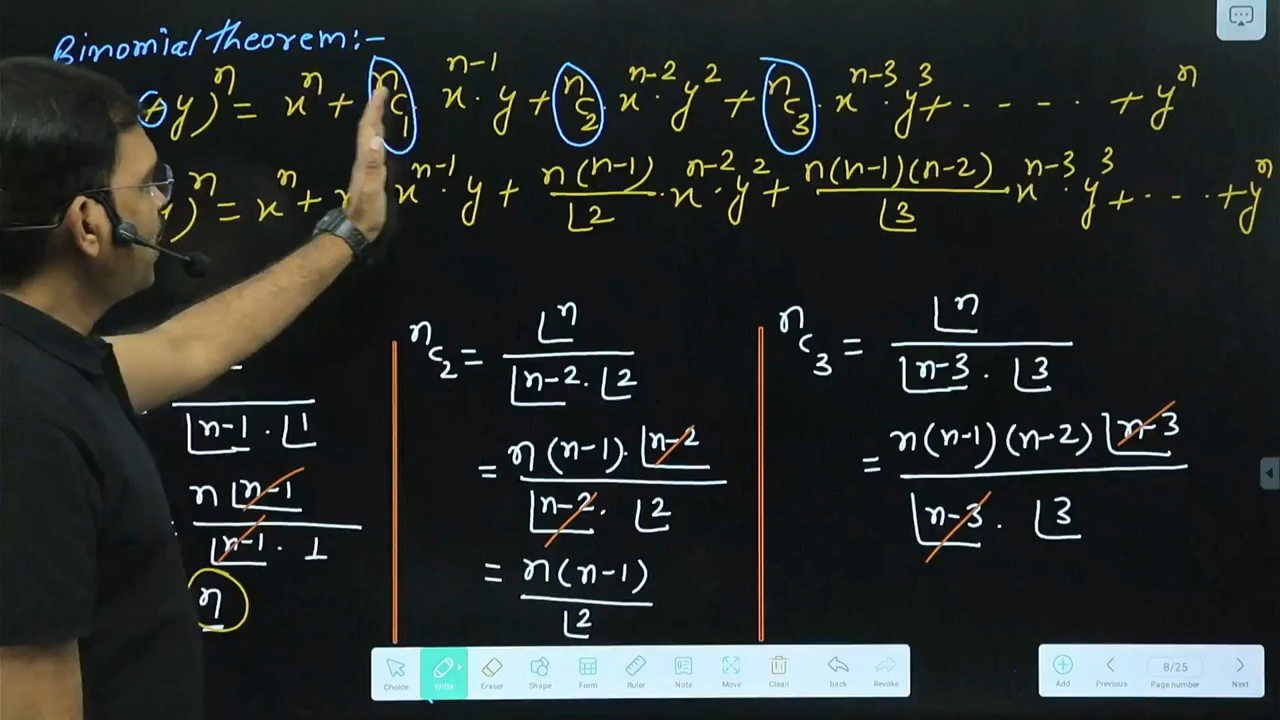 Binomial theorem:-
+y)ⁿ = xⁿ + ⁿC₁ · xⁿ⁻¹ · y + ⁿC₂ · xⁿ⁻² · y² + ⁿC₃ · xⁿ⁻³ · y³ + · - - - · + yⁿ
)ⁿ = xⁿ + xⁿ⁻¹ · y + n(n-1)/⌊2 · xⁿ⁻² · y² + n(n-1)(n-2)/⌊3 xⁿ⁻³ · y³ + · - - · + yⁿ
⌊n-1 · ⌊1
n ⌊n-1
⌊n-1 · 1
n
ⁿC₂ = ⌊n / ⌊n-2 · ⌊2
= n(n-1) · ⌊n-2 / ⌊n-2 · ⌊2
= n(n-1) / ⌊2
ⁿC₃ = ⌊n / ⌊n-3 · ⌊3
= n(n-1)(n-2) ⌊n-3 / ⌊n-3 · ⌊3
Choice Write Eraser Shape Form Ruler Note Move Clean back Revoke
Add Previous 8/25 Page number Next